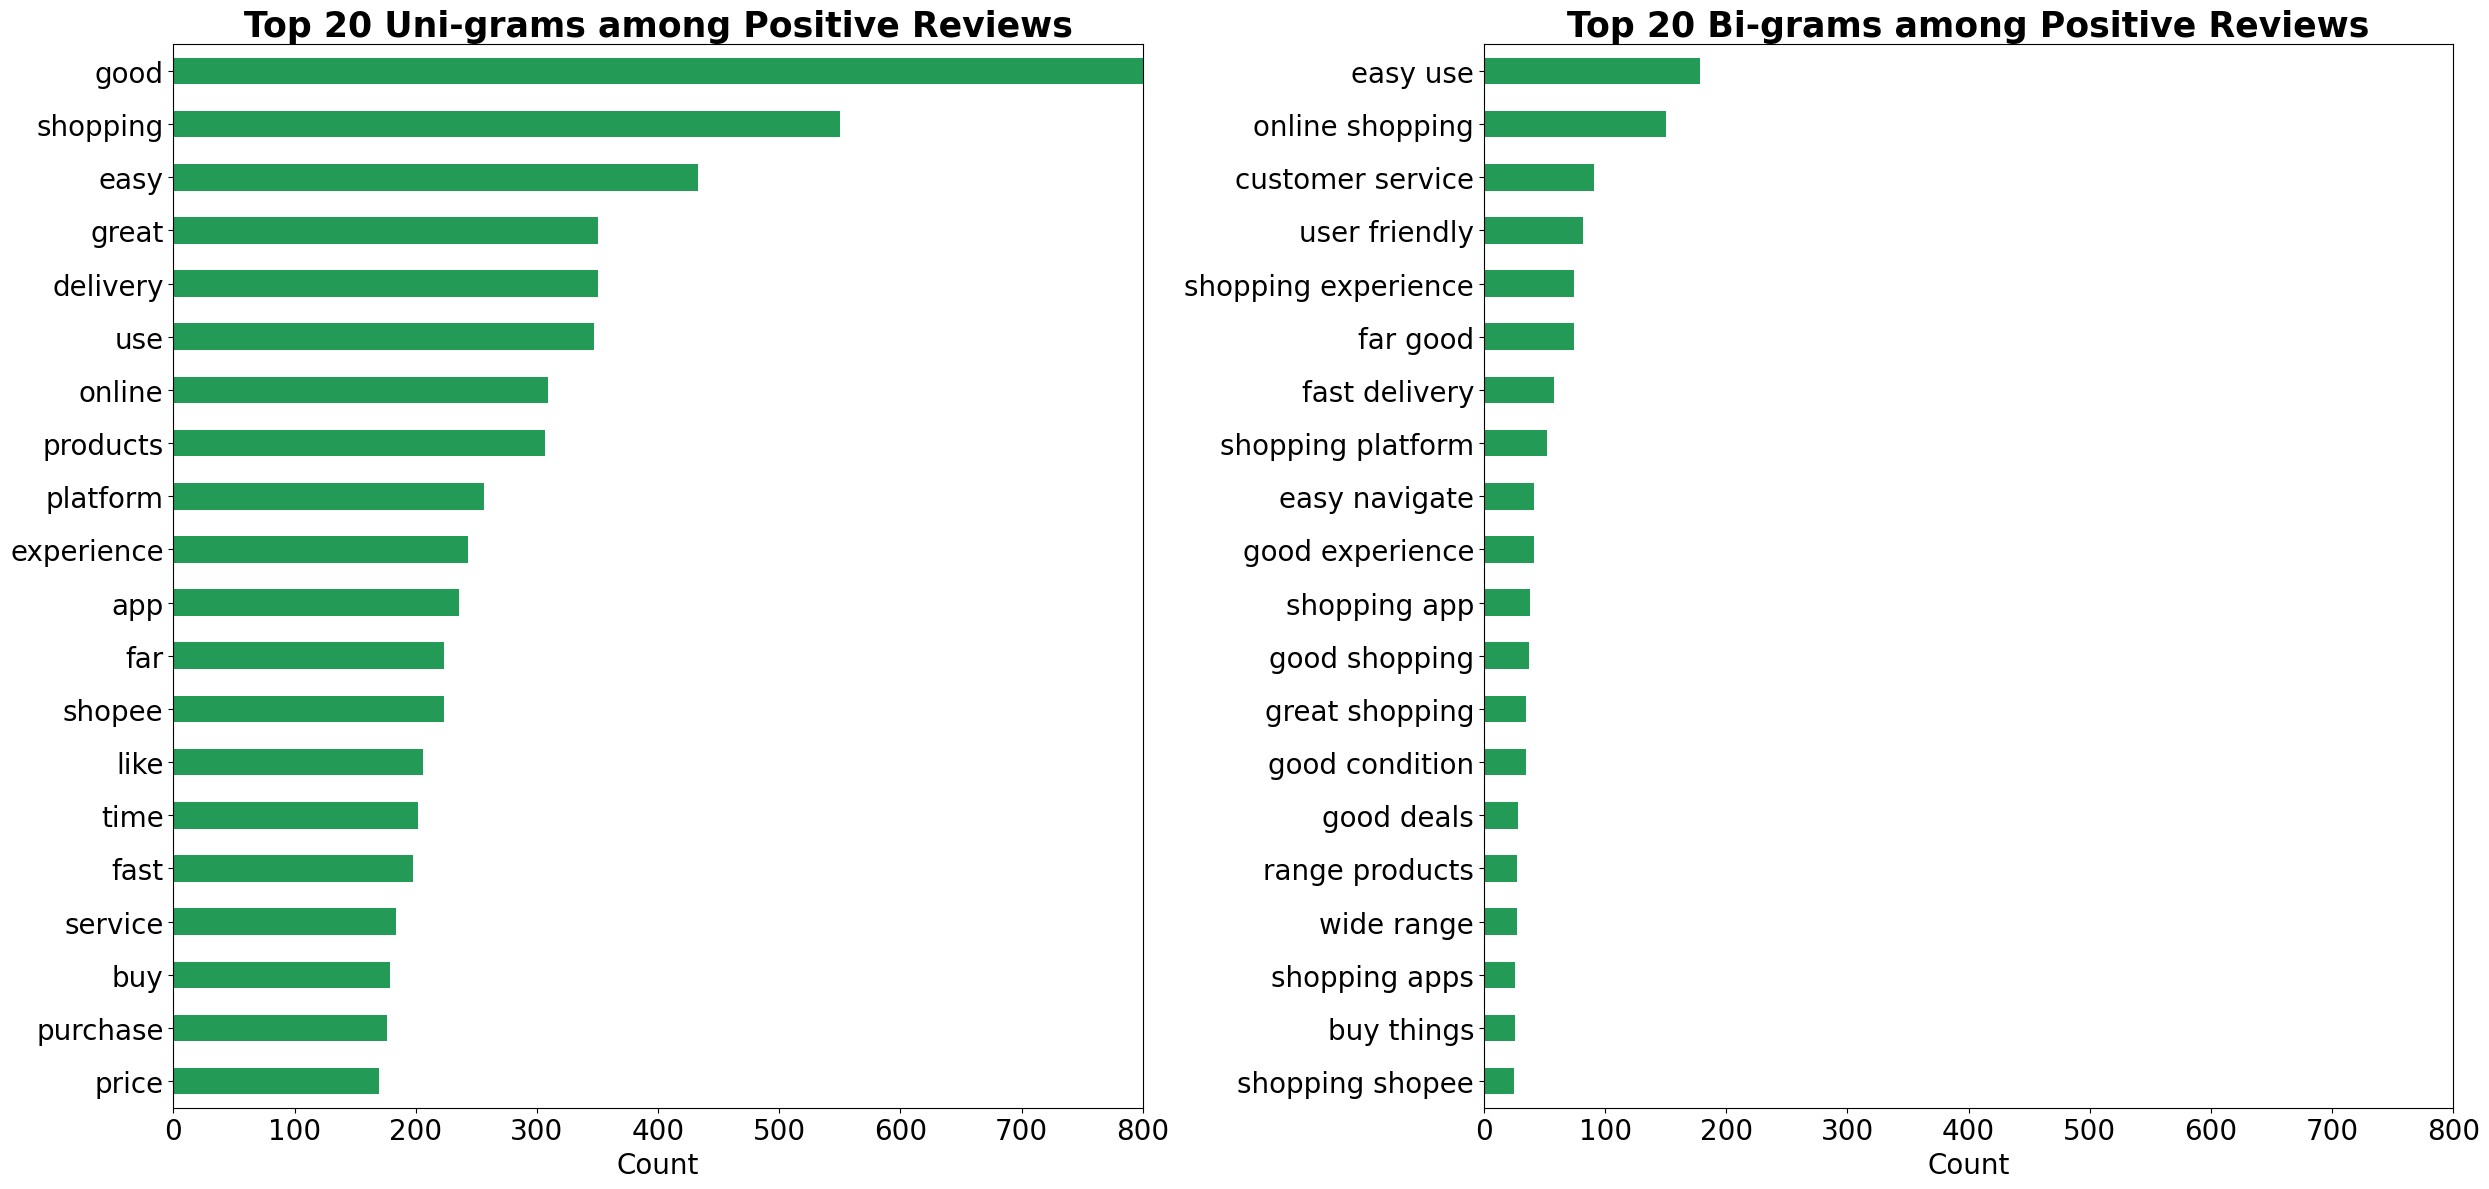 Top 20 Uni-grams among Positive Reviews
good
shopping
easy
great
delivery
use
online
products
platform
experience
app
far
shopee
like
time
fast
service
buy
purchase
price
0 100 200 300 400 500 600 700 800
Count
Top 20 Bi-grams among Positive Reviews
easy use
online shopping
customer service
user friendly
shopping experience
far good
fast delivery
shopping platform
easy navigate
good experience
shopping app
good shopping
great shopping
good condition
good deals
range products
wide range
shopping apps
buy things
shopping shopee
0 100 200 300 400 500 600 700 800
Count